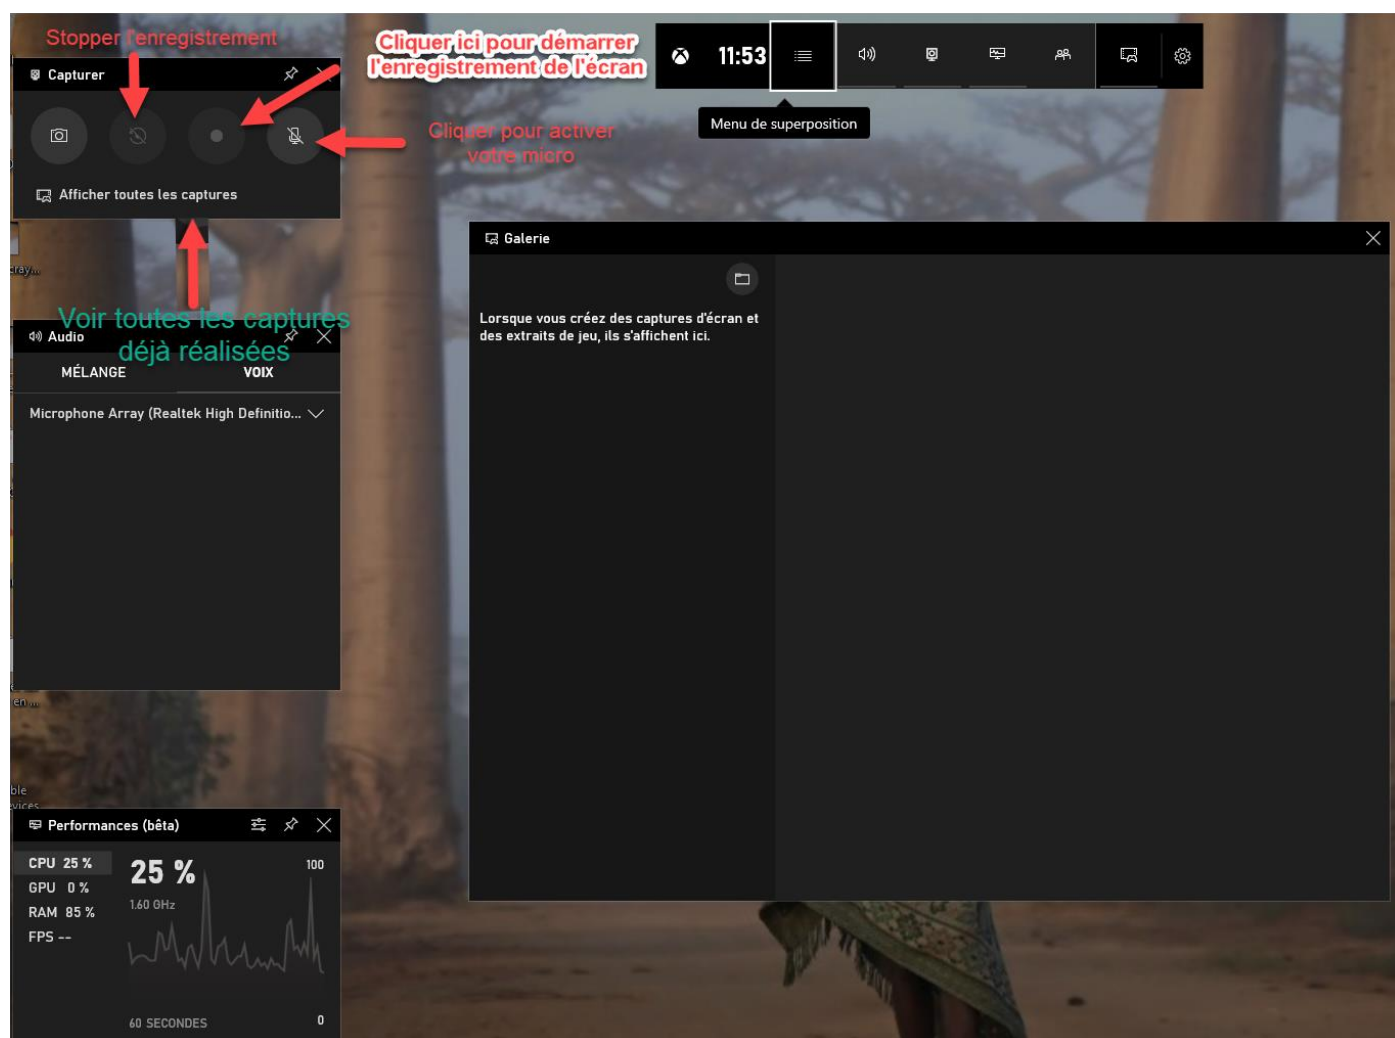 Stopper l'enregistrement
Cliquer ici pour démarrer
l'enregistrement de l'écran
11:53
Menu de superposition
Capturer
Cliquer pour activer
votre micro
Afficher toutes les captures
Voir toutes les captures
déjà réalisées
Audio
MÉLANGE VOIX
Microphone Array (Realtek High Definitio...
Galerie
Lorsque vous créez des captures d'écran et
des extraits de jeu, ils s'affichent ici.
en ...
Performances (bêta)
CPU 25 %
GPU 0 %
RAM 85 %
FPS --
25 %
1.60 GHz
100
60 SECONDES
0